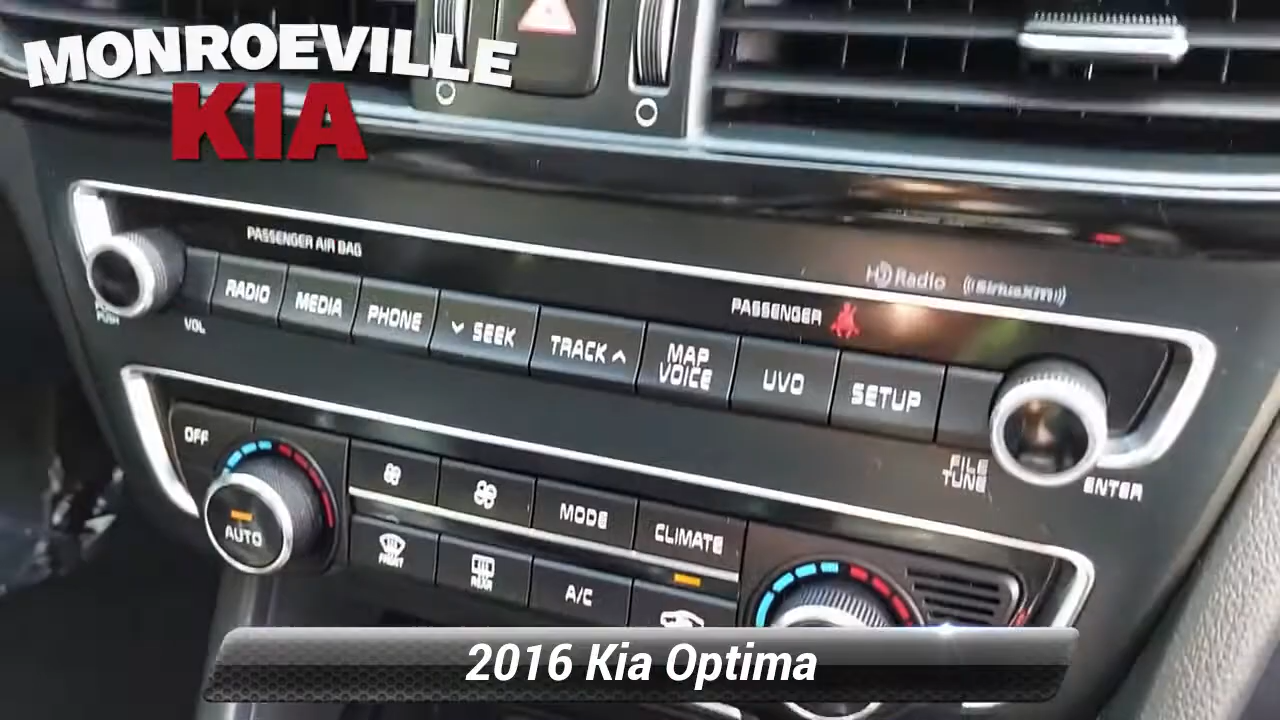 MONROEVILLE
KIA
PASSENGER AIR BAG
HD Radio ((SiriusXM))
PASSENGER
RADIO MEDIA PHONE SEEK TRACK MAP VOICE UVO SETUP
PUSH
VOL
FILE
TUNE
ENTER
OFF
AUTO
MODE CLIMATE
FRONT REAR A/C
2016 Kia Optima